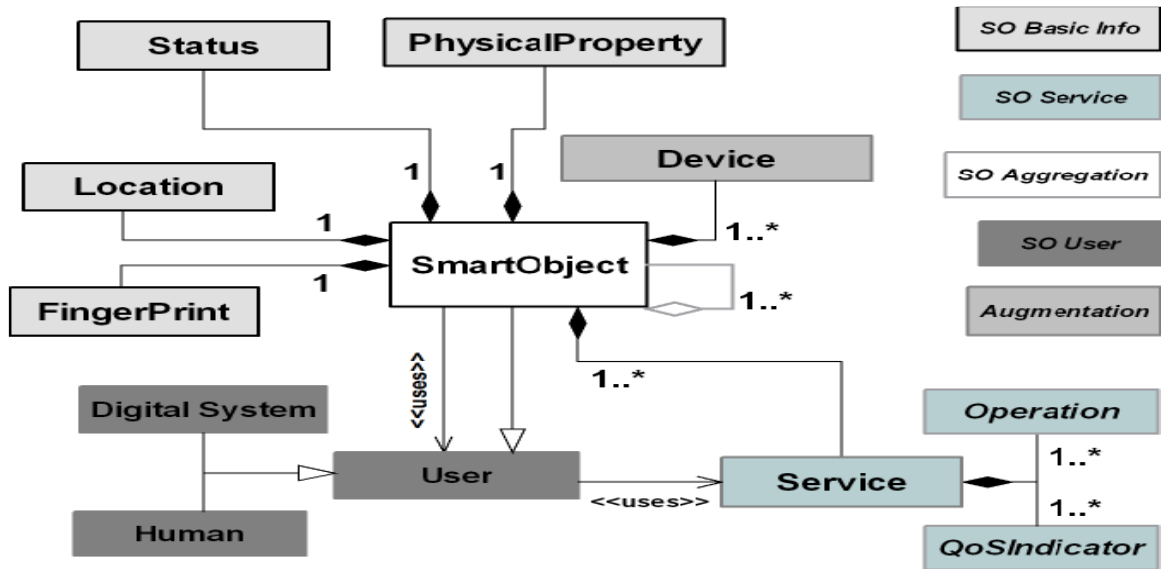 Status
PhysicalProperty
SO Basic Info
SO Service
Device
Location
1
1
SO Aggregation
1
1..*
SmartObject
SO User
1
1..*
FingerPrint
Augmentation
<<uses>>
1..*
Digital System
Operation
1..*
User
Service
<<uses>>
1..*
Human
QoSIndicator